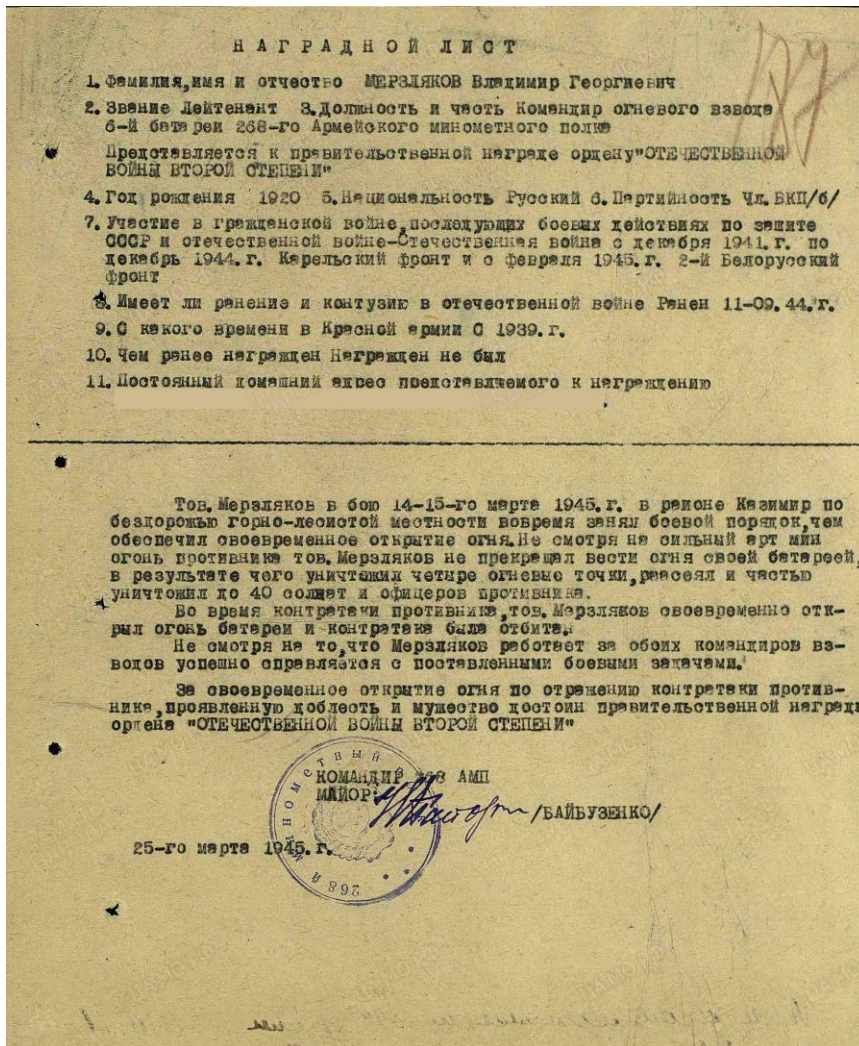 НАГРАДНОЙ ЛИСТ
1. Фамилия,имя и отчество МЕРЗЛЯКОВ Владимир Георгиевич
2. Звание Лейтенант 3.Должность и часть Командир огневого взвода
6-й батареи 268-го Армейского минометного полка
Представляется к правительственной награде ордену"ОТЕЧЕСТВЕННОЙ
ВОЙНЫ ВТОРОЙ СТЕПЕНИ"
4. Год рождения 1920 5.Национальность Русский 6. Партийность Чл.ВКП/б/
7. Участие в гражданской войне,последующих боевых действиях по защите
СССР и отечественной войне-Отечественная война с декабря 1941.г. по
декабрь 1944.г. Карельский фронт и с февраля 1945.г. 2-й Белорусский
фронт
8. Имеет ли ранение и контузию в отечественной войне Ранен 11-09.44.г.
9. С какого времени в Красной армии С 1939.г.
10. Чем ранее награжден Награжден не был
11. Постоянный домашний адрес представляемого к награждению
Тов.Мерзляков в бою 14-15-го марта 1945.г. в районе Казимир по
бездорожью горно-лесистой местности вовремя занял боевой порядок,чем
обеспечил своевременное открытие огня.Не смотря на сильный арт мин
огонь противника тов.Мерзляков не прекращал вести огня своей батареей,
в результате чего уничтожил четыре огневые точки,рассеял и частью
уничтожил до 40 солдат и офицеров противника.
Во время контратаки противника,тов.Мерзляков своевременно отк-
рыл огонь батареи и контратака была отбита.
Не смотря на то,что Мерзляков работает за обоих командиров вз-
водов успешно справляется с поставленными боевыми задачами.
За своевременное открытие огня по отражению контратаки против-
ника,проявленную доблесть и мужество достоин правительственной награды
ордена "ОТЕЧЕСТВЕННОЙ ВОЙНЫ ВТОРОЙ СТЕПЕНИ"
КОМАНДИР 268 АМП
МАЙОР
/БАЙБУЗЕНКО/
25-го марта 1945.г.
268й МИНОМЕТНЫЙ